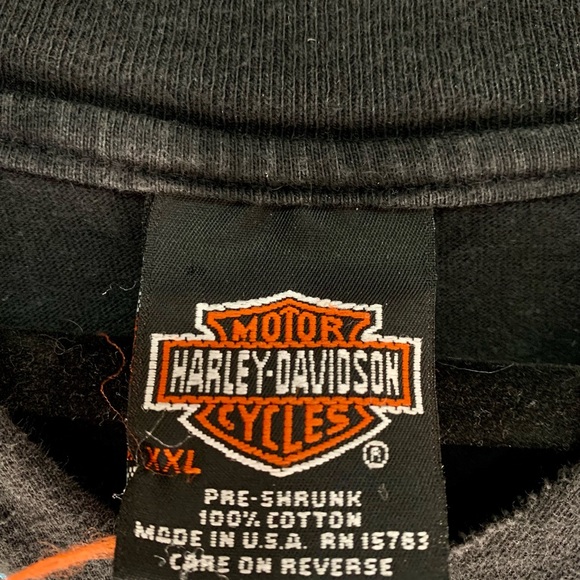 MOTOR
HARLEY-DAVIDSON
CYCLES
®
XXL
PRE-SHRUNK
100% COTTON
MADE IN U.S.A. RN 15763
CARE ON REVERSE